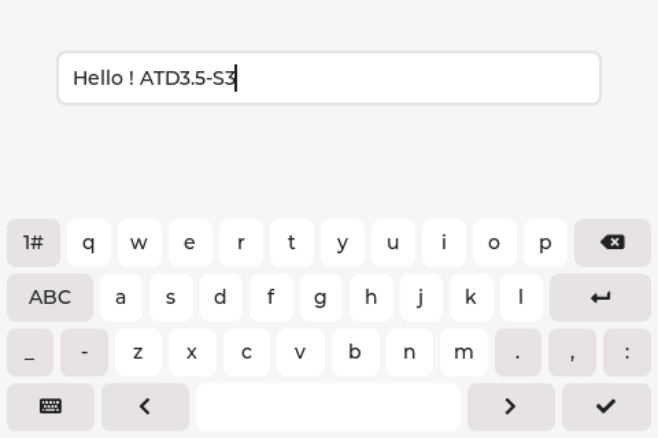 Hello ! ATD3.5-S3
1# q w e r t y u i o p
ABC a s d f g h j k l
_ - z x c v b n m . , :